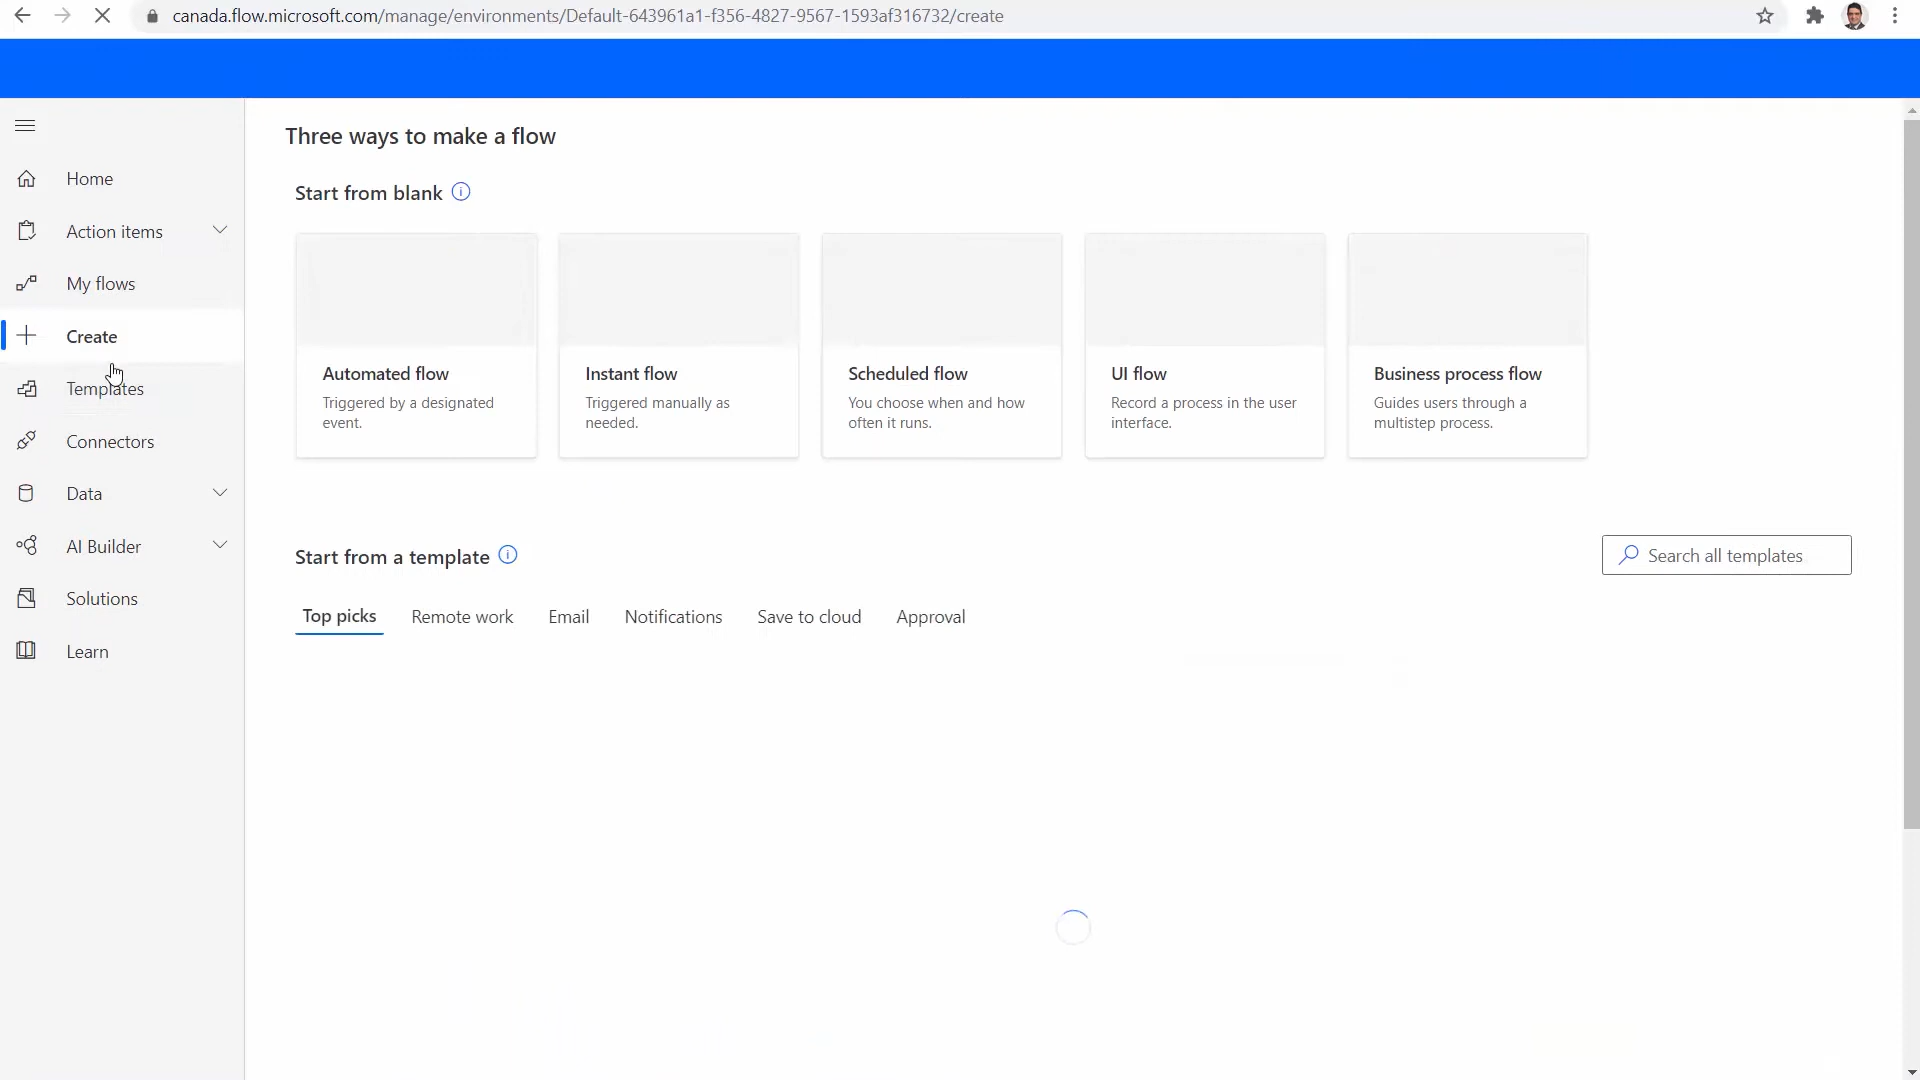 canada.flow.microsoft.com/manage/environments/Default-643961a1-f356-4827-9567-1593af316732/create
Home
Action items
My flows
Create
Templates
Connectors
Data
AI Builder
Solutions
Learn
Three ways to make a flow
Start from blank
Automated flow
Triggered by a designated
event.
Instant flow
Triggered manually as
needed.
Scheduled flow
You choose when and how
often it runs.
UI flow
Record a process in the user
interface.
Business process flow
Guides users through a
multistep process.
Start from a template
Search all templates
Top picks Remote work Email Notifications Save to cloud Approval